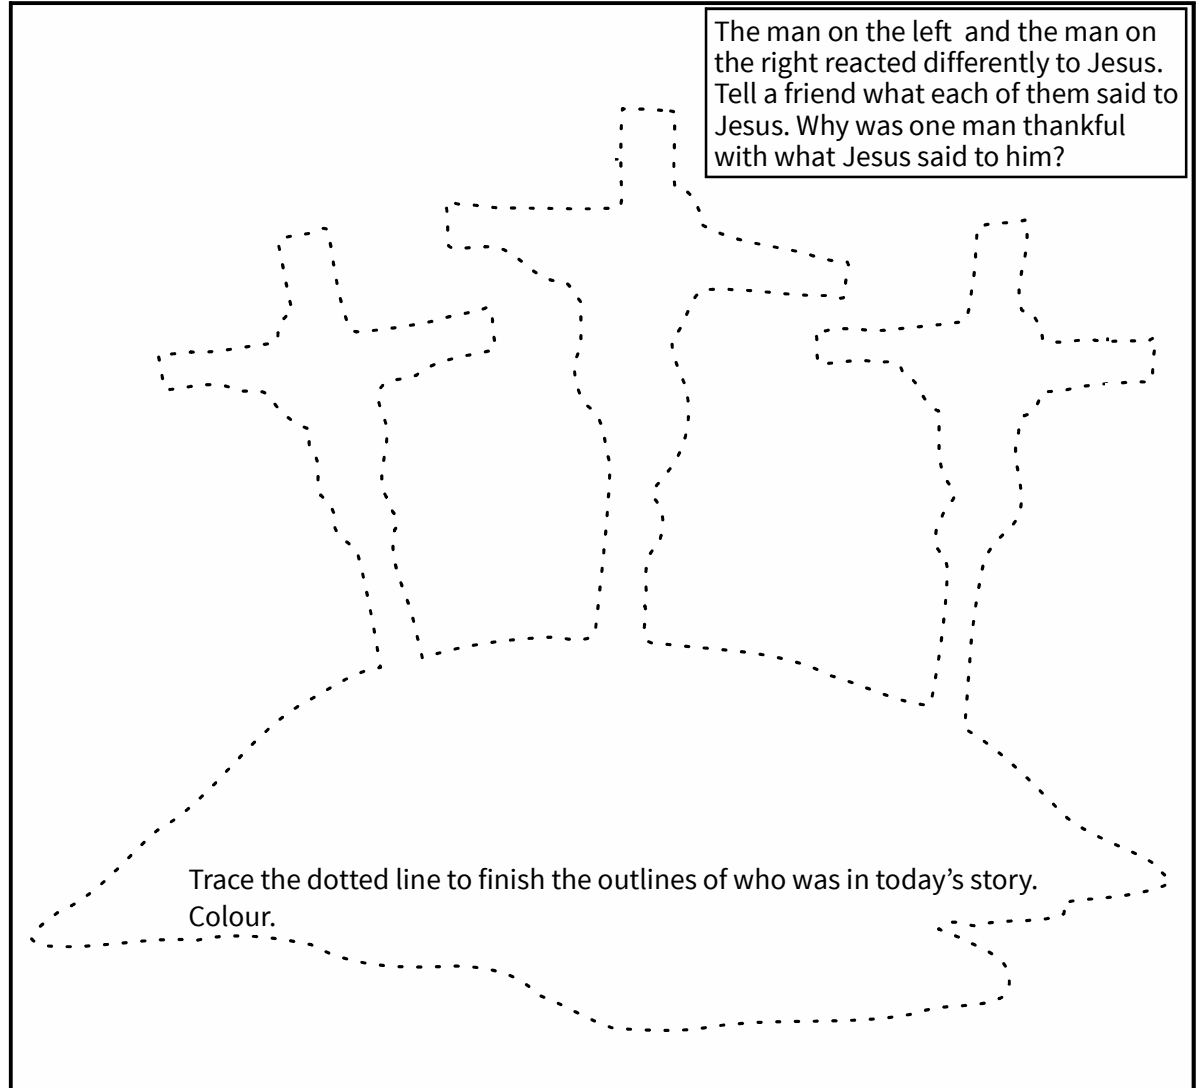 The man on the left  and the man on
the right reacted differently to Jesus.
Tell a friend what each of them said to
Jesus. Why was one man thankful
with what Jesus said to him?
Trace the dotted line to finish the outlines of who was in today’s story.
Colour.